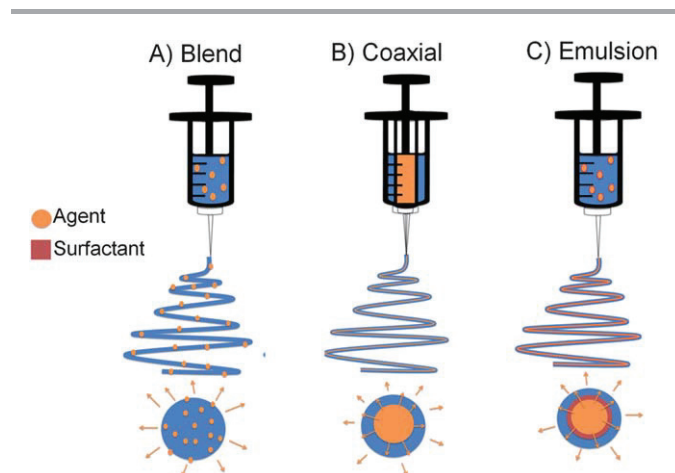 A) Blend
B) Coaxial
C) Emulsion
Agent
Surfactant